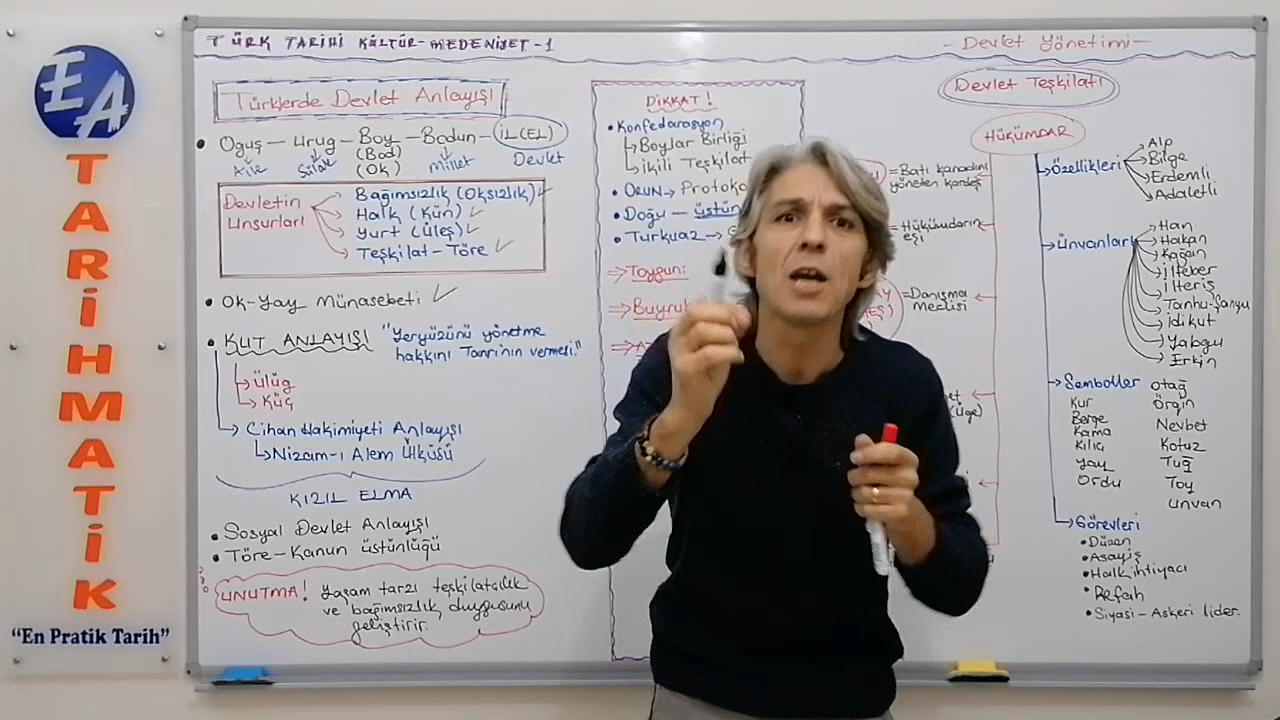 EA
TARİHMATİK
"En Pratik Tarih"
TÜRK TARİHİ KÜLTÜR-MEDENİYET-1
- Devlet Yönetimi -
Türklerde Devlet Anlayışı
Oguş — Urug — Boy — Bodun — İL (EL)
(Bod)
(Ok)
Aile Sülale Millet Devlet
Devletin Unsurları
Bağımsızlık (Oksızlık)
Halk (Kün)
Yurt (Üleş)
Teşkilat - Töre
Ok-Yay Münasebeti
KUT ANLAYIŞI "Yeryüzünü yönetme
hakkını Tanrı'nın vermesi."
Ülüg
Küç
Cihan Hakimiyeti Anlayışı
Nizam-ı Alem Ülküsü
KIZIL ELMA
Sosyal Devlet Anlayışı
Töre-Kanun üstünlüğü
UNUTMA! Yaşam tarzı teşkilatçılık
ve bağımsızlık duygusunu
geliştirir.
DİKKAT!
Konfederasyon
Boylar Birliği
İkili Teşkilat
ORUN → Protoko
Doğu — üstün
Turkuaz →
⇒ Toygun:
⇒ Buyruk
Devlet Teşkilatı
HÜKÜMDAR
= Batı kanadını
yöneten kardeş
= Hükümdarın
eşi
= Danışma
meclisi
(Üge)
Özellikleri
Alp
Bilge
Erdemli
Adaletli
Ünvanları
Han
Hakan
Kağan
İlteber
İlteriş
Tanhu-Şanyu
İdikut
Yabgu
Erkin
Semboller
Kur
Berge
Kama
Kılıç
Yay
Ordu
Otağ
Örgin
Nevbet
Kotuz
Tuğ
Toy
Unvan
Görevleri
Düzen
Asayiş
Halk ihtiyacı
Refah
Siyasi - Askeri lider.